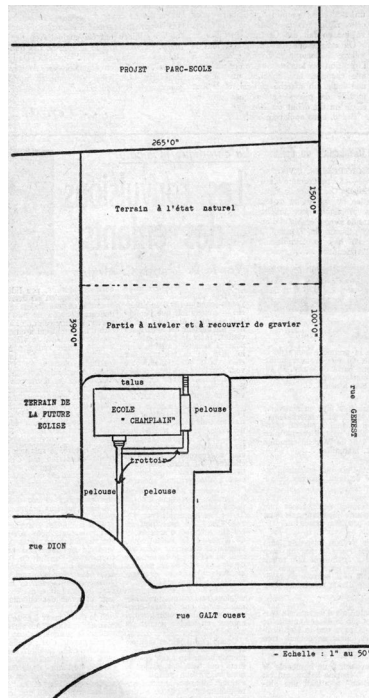 PROJET PARC-ECOLE
265'0"
150'0"
Terrain à l'état naturel
Partie à niveler et à recouvrir de gravier
100'0"
390'0"
talus
TERRAIN DE
LA FUTURE
EGLISE
ECOLE
" CHAMPLAIN"
pelouse
rue GENEST
trottoir
pelouse
pelouse
rue DION
rue GALT ouest
- Echelle : 1" au 50'